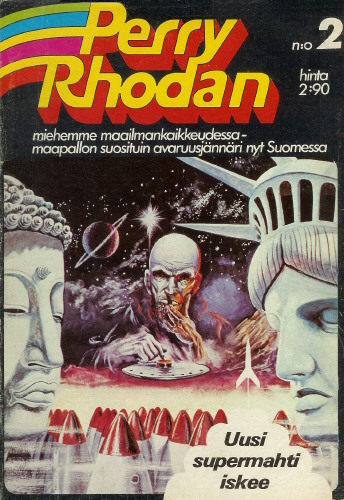 Perry
Rhodan
n:o 2
hinta
2:90
miehemme maailmankaikkeudessa-
maapallon suosituin avaruusjännäri nyt Suomessa
Uusi
supermahti
iskee